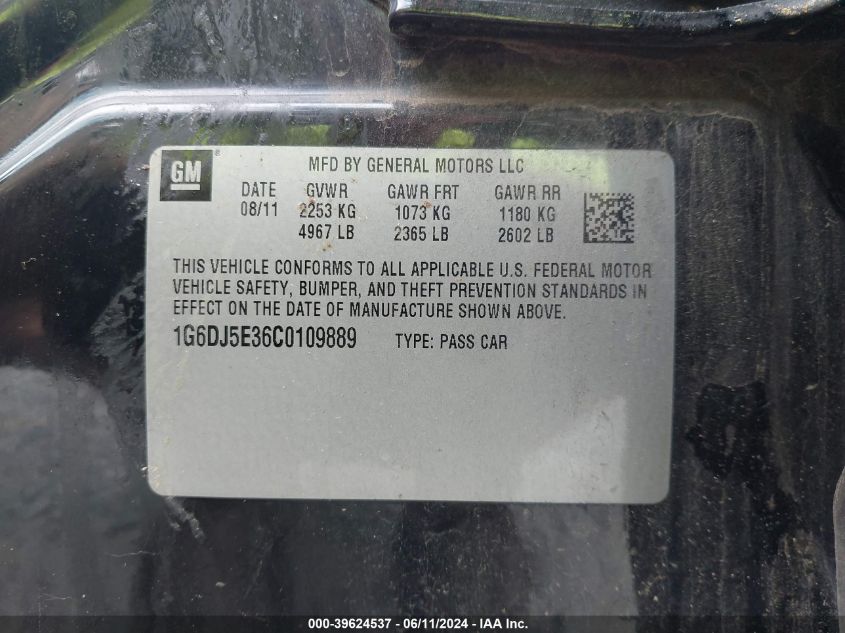 GM ®
MFD BY GENERAL MOTORS LLC
DATE GVWR GAWR FRT GAWR RR
08/11 2253 KG 1073 KG 1180 KG
4967 LB 2365 LB 2602 LB
THIS VEHICLE CONFORMS TO ALL APPLICABLE U.S. FEDERAL MOTOR
VEHICLE SAFETY, BUMPER, AND THEFT PREVENTION STANDARDS IN
EFFECT ON THE DATE OF MANUFACTURE SHOWN ABOVE.
1G6DJ5E36C0109889 TYPE: PASS CAR
000-39624537 - 06/11/2024 - IAA Inc.